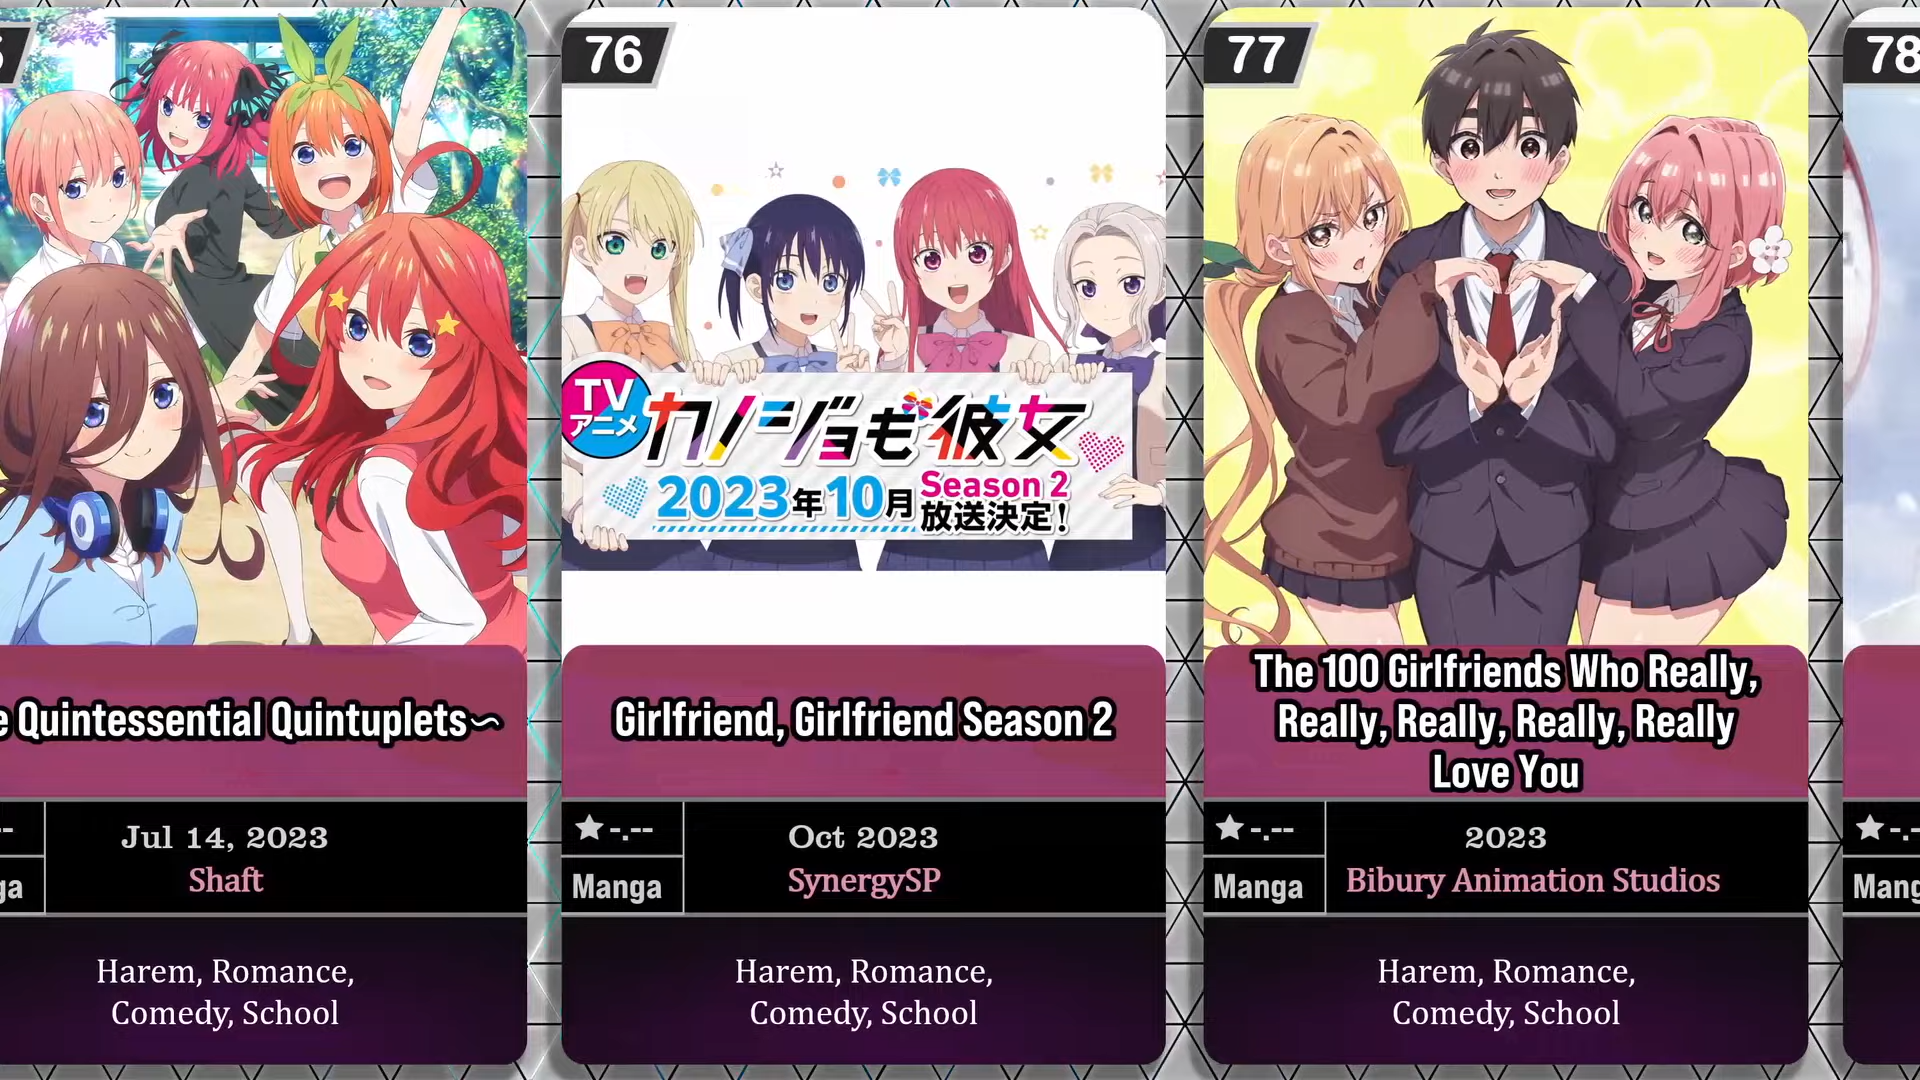 76
TV
アニメ
カノジョも彼女
2023年10月
Season 2
放送決定!
Girlfriend, Girlfriend Season 2
★-.--
Manga
Oct 2023
SynergySP
Harem, Romance,
Comedy, School
77
The 100 Girlfriends Who Really,
Really, Really, Really, Really
Love You
★-.--
Manga
2023
Bibury Animation Studios
Harem, Romance,
Comedy, School
e Quintessential Quintuplets~
Jul 14, 2023
Shaft
ga
Harem, Romance,
Comedy, School
78
★-.-
Mang